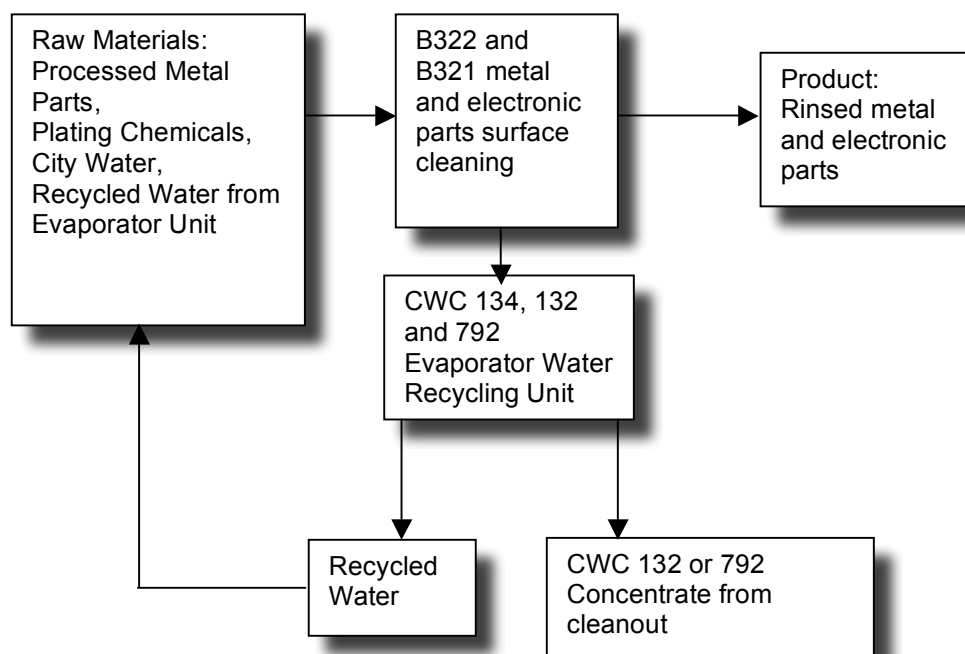 Raw Materials:
Processed Metal
Parts,
Plating Chemicals,
City Water,
Recycled Water from
Evaporator Unit
B322 and
B321 metal
and electronic
parts surface
cleaning
Product:
Rinsed metal
and electronic
parts
CWC 134, 132
and 792
Evaporator Water
Recycling Unit
Recycled
Water
CWC 132 or 792
Concentrate from
cleanout